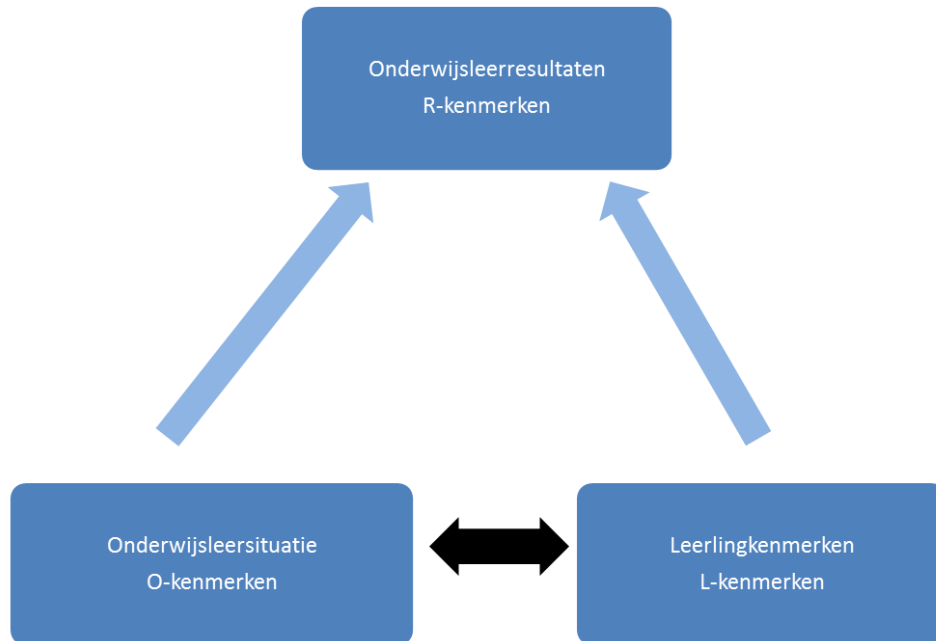 Onderwijsleerresultaten
R-kenmerken
Onderwijsleersituatie
O-kenmerken
Leerlingkenmerken
L-kenmerken